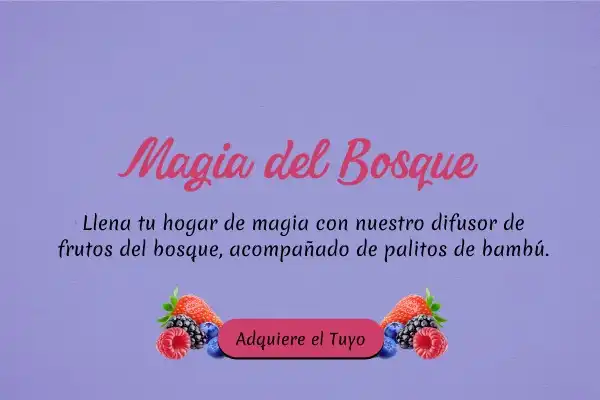 Magia del Bosque
Llena tu hogar de magia con nuestro difusor de
frutos del bosque, acompañado de palitos de bambú.
Adquiere el Tuyo